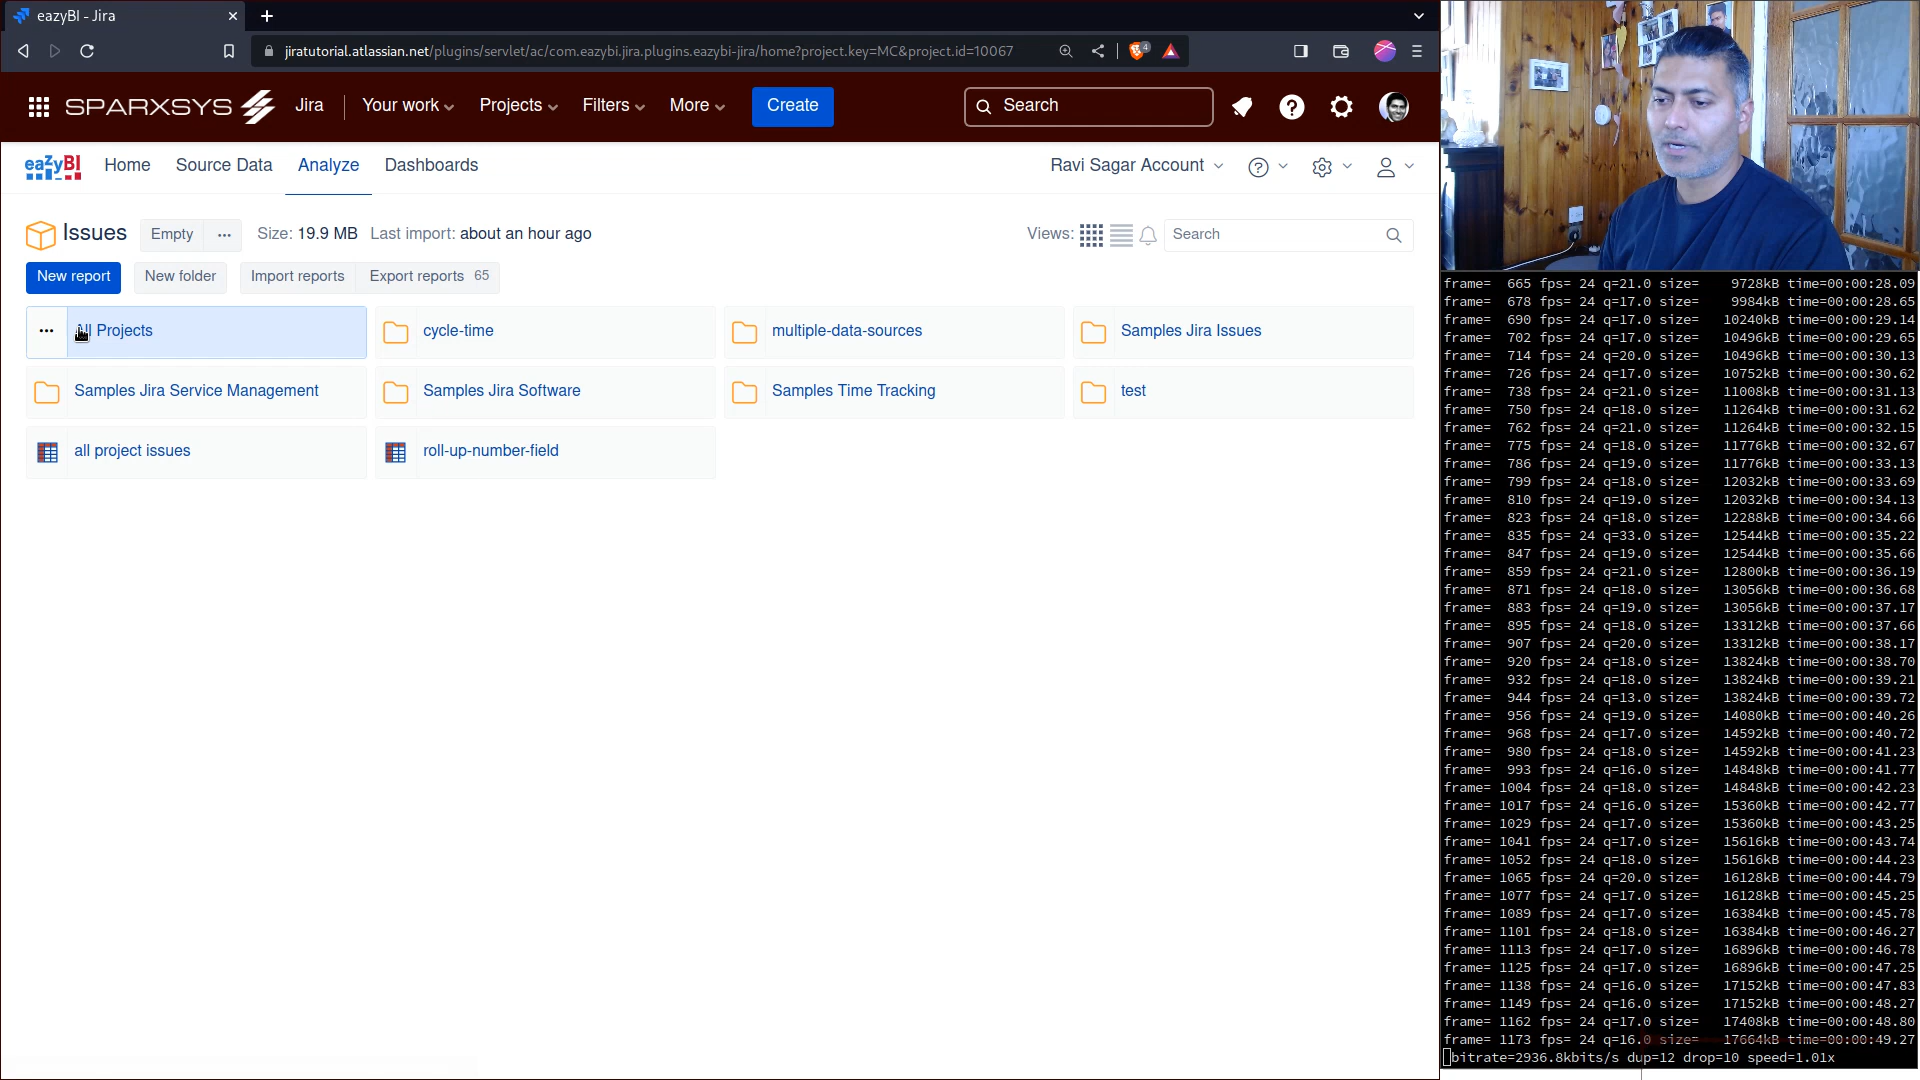 eazyBI - Jira
jiratutorial.atlassian.net/plugins/servlet/ac/com.eazybi.jira.plugins.eazybi-jira/home?project.key=MC&project.id=10067
4
SPARXSYS Jira Your work Projects Filters More Create Search
eazyBI Home Source Data Analyze Dashboards Ravi Sagar Account
Issues Empty ... Size: 19.9 MB Last import: about an hour ago Views: Search
New report New folder Import reports Export reports 65
... All Projects cycle-time multiple-data-sources Samples Jira Issues
Samples Jira Service Management Samples Jira Software Samples Time Tracking test
all project issues roll-up-number-field
frame= 665 fps= 24 q=21.0 size= 9728kB time=00:00:28.09
frame= 678 fps= 24 q=17.0 size= 9984kB time=00:00:28.65
frame= 690 fps= 24 q=17.0 size= 10240kB time=00:00:29.14
frame= 702 fps= 24 q=17.0 size= 10496kB time=00:00:29.65
frame= 714 fps= 24 q=20.0 size= 10496kB time=00:00:30.13
frame= 726 fps= 24 q=17.0 size= 10752kB time=00:00:30.62
frame= 738 fps= 24 q=21.0 size= 11008kB time=00:00:31.13
frame= 750 fps= 24 q=18.0 size= 11264kB time=00:00:31.62
frame= 762 fps= 24 q=21.0 size= 11264kB time=00:00:32.15
frame= 775 fps= 24 q=18.0 size= 11776kB time=00:00:32.67
frame= 786 fps= 24 q=19.0 size= 11776kB time=00:00:33.13
frame= 799 fps= 24 q=18.0 size= 12032kB time=00:00:33.69
frame= 810 fps= 24 q=19.0 size= 12032kB time=00:00:34.13
frame= 823 fps= 24 q=18.0 size= 12288kB time=00:00:34.66
frame= 835 fps= 24 q=33.0 size= 12544kB time=00:00:35.22
frame= 847 fps= 24 q=19.0 size= 12544kB time=00:00:35.66
frame= 859 fps= 24 q=21.0 size= 12800kB time=00:00:36.19
frame= 871 fps= 24 q=18.0 size= 13056kB time=00:00:36.68
frame= 883 fps= 24 q=19.0 size= 13056kB time=00:00:37.17
frame= 895 fps= 24 q=18.0 size= 13312kB time=00:00:37.66
frame= 907 fps= 24 q=20.0 size= 13312kB time=00:00:38.17
frame= 920 fps= 24 q=18.0 size= 13824kB time=00:00:38.70
frame= 932 fps= 24 q=18.0 size= 13824kB time=00:00:39.21
frame= 944 fps= 24 q=13.0 size= 13824kB time=00:00:39.72
frame= 956 fps= 24 q=19.0 size= 14080kB time=00:00:40.26
frame= 968 fps= 24 q=17.0 size= 14592kB time=00:00:40.72
frame= 980 fps= 24 q=18.0 size= 14592kB time=00:00:41.23
frame= 993 fps= 24 q=16.0 size= 14848kB time=00:00:41.77
frame= 1004 fps= 24 q=18.0 size= 14848kB time=00:00:42.23
frame= 1017 fps= 24 q=16.0 size= 15360kB time=00:00:42.77
frame= 1029 fps= 24 q=17.0 size= 15360kB time=00:00:43.25
frame= 1041 fps= 24 q=17.0 size= 15616kB time=00:00:43.74
frame= 1052 fps= 24 q=18.0 size= 15616kB time=00:00:44.23
frame= 1065 fps= 24 q=20.0 size= 16128kB time=00:00:44.79
frame= 1077 fps= 24 q=17.0 size= 16128kB time=00:00:45.25
frame= 1089 fps= 24 q=17.0 size= 16384kB time=00:00:45.78
frame= 1101 fps= 24 q=18.0 size= 16384kB time=00:00:46.27
frame= 1113 fps= 24 q=17.0 size= 16896kB time=00:00:46.78
frame= 1125 fps= 24 q=17.0 size= 16896kB time=00:00:47.25
frame= 1138 fps= 24 q=16.0 size= 17152kB time=00:00:47.83
frame= 1149 fps= 24 q=16.0 size= 17152kB time=00:00:48.27
frame= 1162 fps= 24 q=17.0 size= 17408kB time=00:00:48.80
frame= 1173 fps= 24 q=16.0 size= 17664kB time=00:00:49.27
bitrate=2936.8kbits/s dup=12 drop=10 speed=1.01x